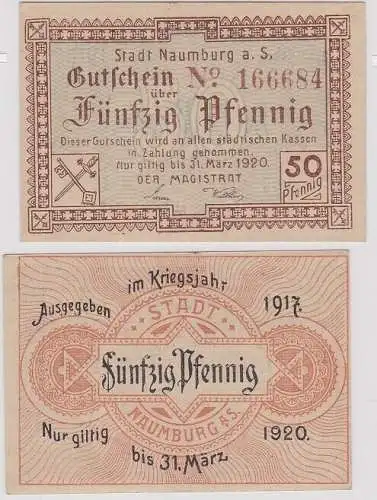 Stadt Naumburg a. S.
Gutschein No 166684
über
Fünfzig Pfennig
Dieser Gutschein wird an allen städtischen Kassen
in Zahlung genommen.
Nur giltig bis 31. März 1920.
DER MAGISTRAT
50
Pfennig
im Kriegsjahr
Ausgegeben 1917.
STADT
Fünfzig Pfennig
NAUMBURG a/S.
Nur giltig 1920.
bis 31. März